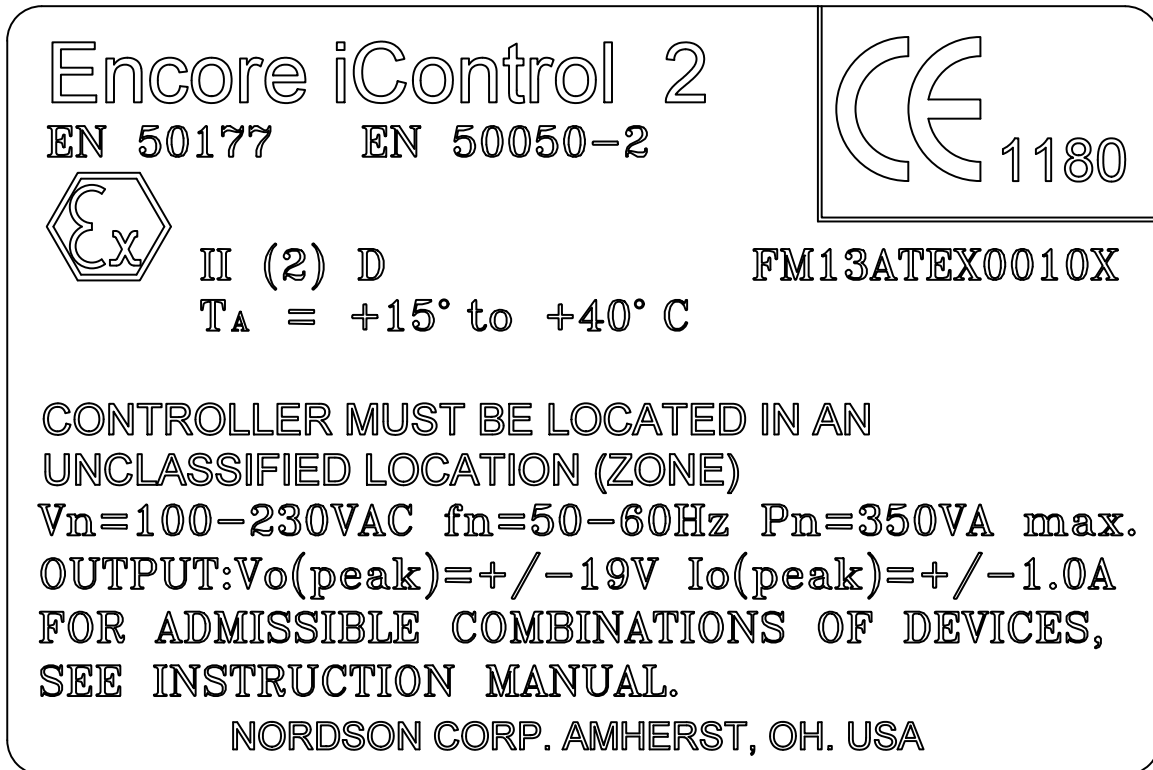 Encore iControl 2
EN 50177 EN 50050-2
CE 1180
Ex
II (2) D FM13ATEX0010X
TA = +15° to +40° C
CONTROLLER MUST BE LOCATED IN AN
UNCLASSIFIED LOCATION (ZONE)
Vn=100-230VAC fn=50-60Hz Pn=350VA max.
OUTPUT:Vo(peak)=+/-19V Io(peak)=+/-1.0A
FOR ADMISSIBLE COMBINATIONS OF DEVICES,
SEE INSTRUCTION MANUAL.
NORDSON CORP. AMHERST, OH. USA